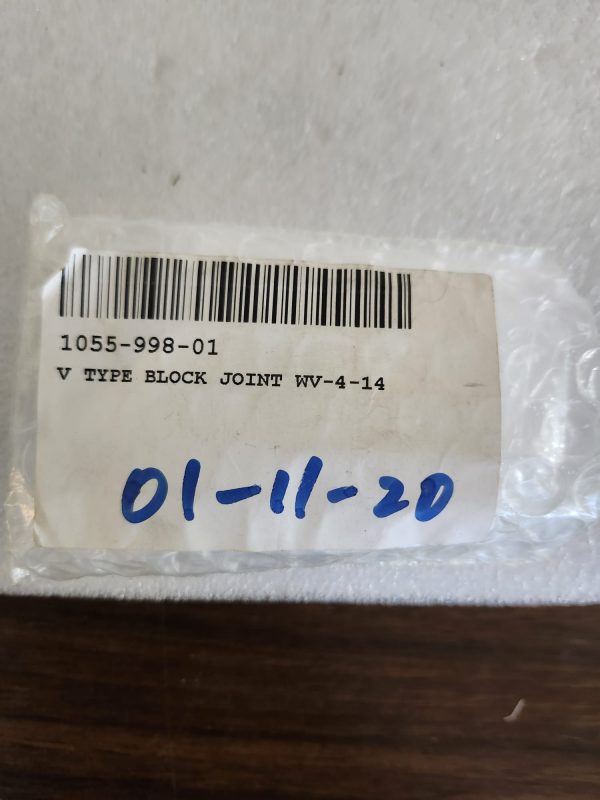 1055-998-01
V TYPE BLOCK JOINT WV-4-14
01-11-20